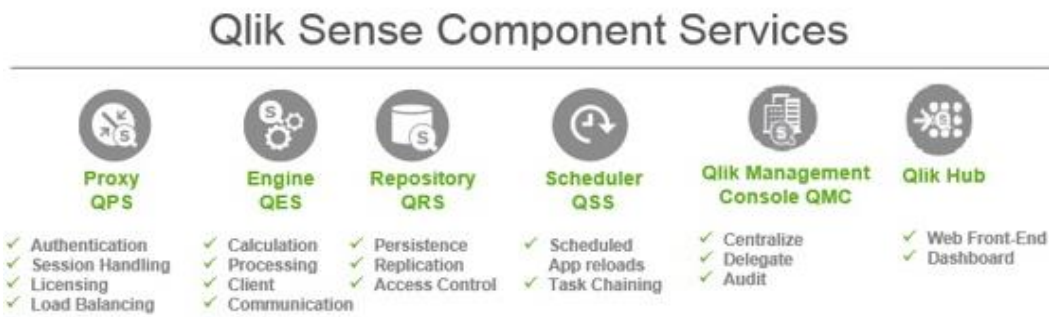 Qlik Sense Component Services
Proxy
QPS
Authentication
Session Handling
Licensing
Load Balancing
Engine
QES
Calculation
Processing
Client
Communication
Repository
QRS
Persistence
Replication
Access Control
Scheduler
QSS
Scheduled
App reloads
Task Chaining
Qlik Management
Console QMC
Centralize
Delegate
Audit
Qlik Hub
Web Front-End
Dashboard